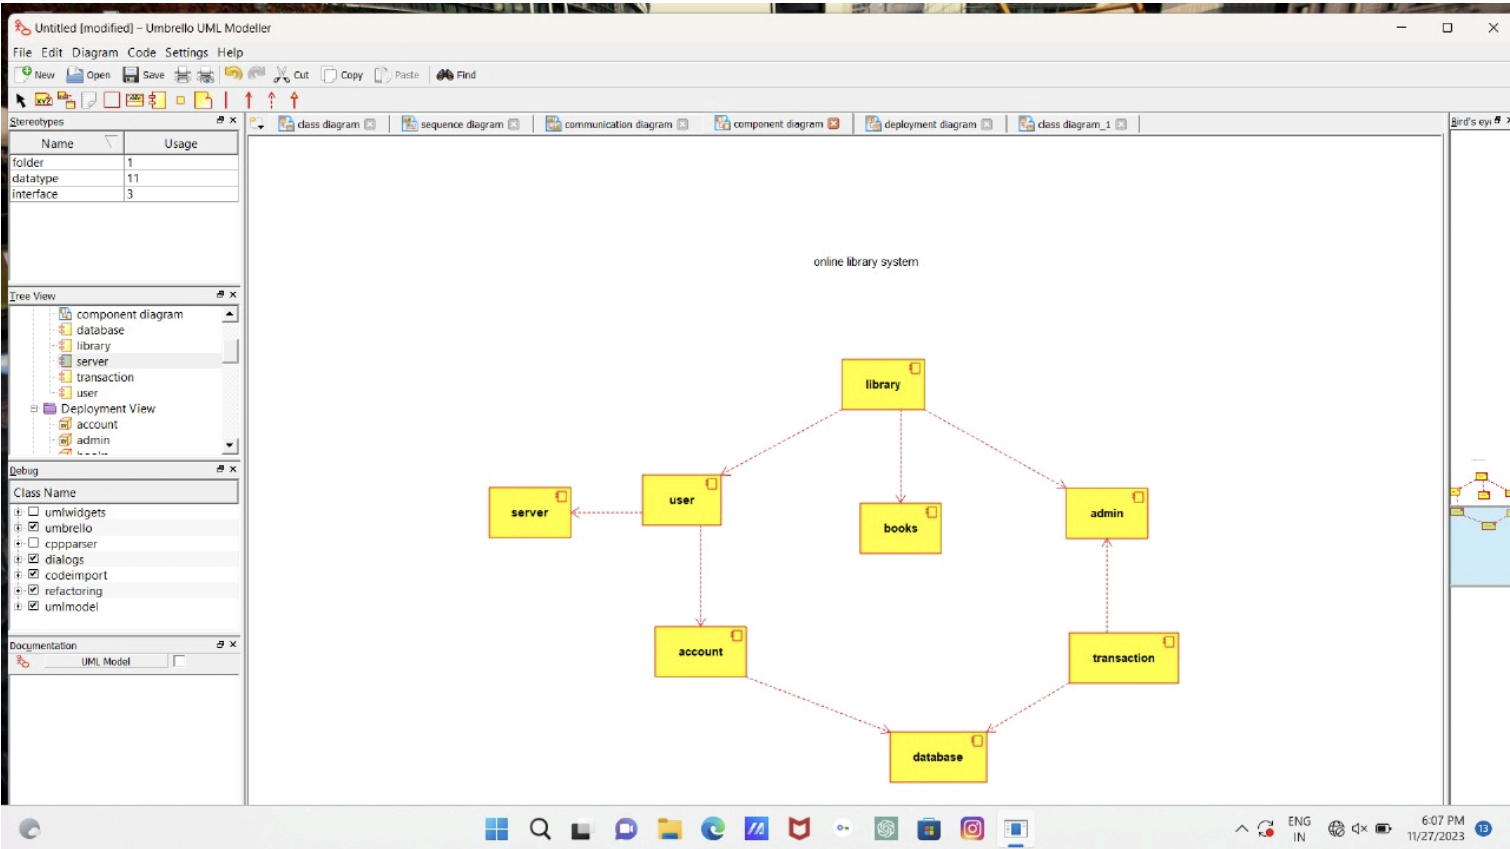 Untitled [modified] – Umbrello UML Modeller
File Edit Diagram Code Settings Help
New Open Save Cut Copy Paste Find
Stereotypes
class diagram sequence diagram communication diagram component diagram deployment diagram class diagram_1
Bird's eye
Name Usage
folder 1
datatype 11
interface 3
online library system
Tree View
component diagram
database
library
server
transaction
user
Deployment View
account
admin
library
user
server
books
admin
account
transaction
database
Debug
Class Name
umlwidgets
umbrello
cppparser
dialogs
codeimport
refactoring
umlmodel
Documentation
UML Model
ENG
IN
6:07 PM
11/27/2023
13